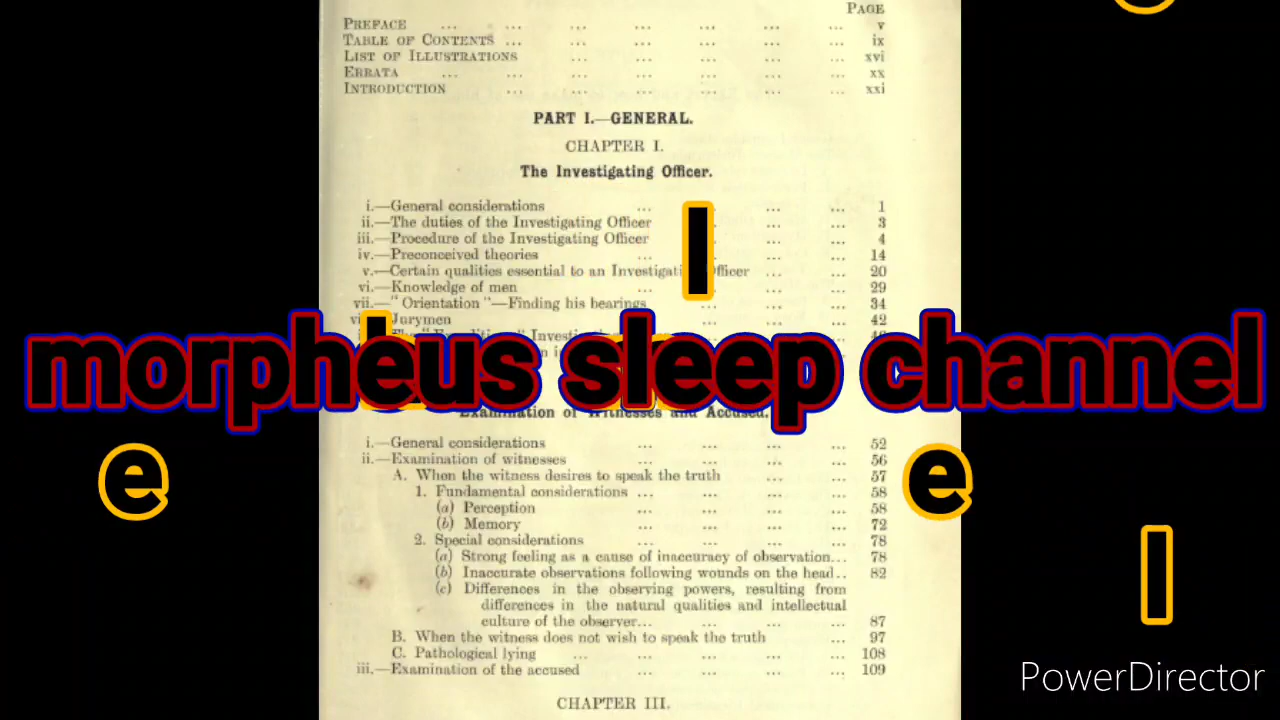 PAGE
PREFACE ... ... ... ... ... ... ... v
TABLE OF CONTENTS ... ... ... ... ... ... ix
LIST OF ILLUSTRATIONS ... ... ... ... ... xvi
ERRATA ... ... ... ... ... ... ... xx
INTRODUCTION ... ... ... ... ... ... xxi
PART I.—GENERAL.
CHAPTER I.
The Investigating Officer.
i.—General considerations ... ... ... 1
ii.—The duties of the Investigating Officer ... ... 3
iii.—Procedure of the Investigating Officer ... ... 4
iv.—Preconceived theories ... ... ... 14
v.—Certain qualities essential to an Officer ... ... 20
vi.—Knowledge of men ... ... ... 29
vii.—"Orientation"—Finding his bearings ... ... ... 34
Jurymen ... ... ... 42
morpheus sleep channel
Examination of Witnesses and Accused.
i.—General considerations ... ... ... ... 52
ii.—Examination of witnesses ... ... ... ... 56
A. When the witness desires to speak the truth ... ... 57
1. Fundamental considerations ... ... ... ... 58
(a) Perception ... ... ... ... 58
(b) Memory ... ... ... ... 72
2. Special considerations ... ... ... ... 78
(a) Strong feeling as a cause of inaccuracy of observation... 78
(b) Inaccurate observations following wounds on the head.. 82
(c) Differences in the observing powers, resulting from
differences in the natural qualities and intellectual
culture of the observer... ... ... ... 87
B. When the witness does not wish to speak the truth ... 97
C. Pathological lying ... ... ... ... ... 108
iii.—Examination of the accused ... ... ... ... 109
CHAPTER III.
e
e
l
l
PowerDirector